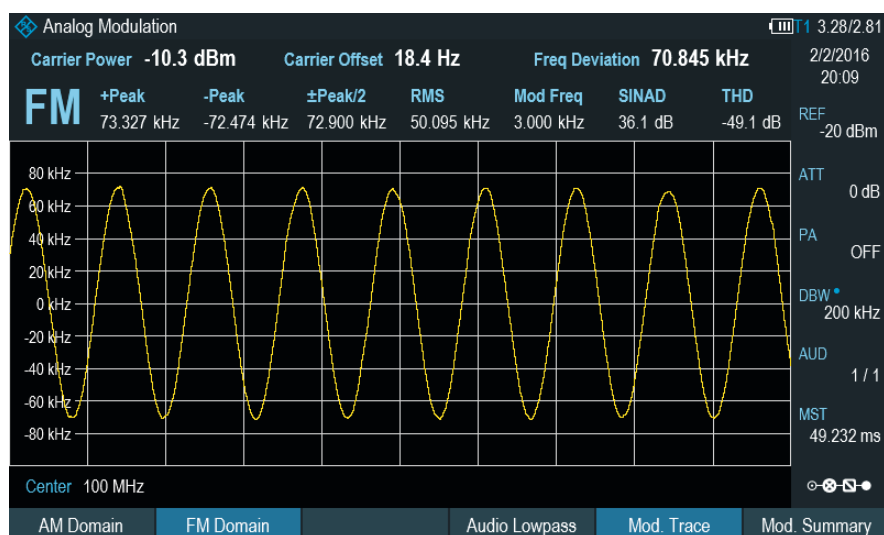 Analog Modulation T1 3.28/2.81
Carrier Power -10.3 dBm Carrier Offset 18.4 Hz Freq Deviation 70.845 kHz 2/2/2016
20:09
FM +Peak -Peak ±Peak/2 RMS Mod Freq SINAD THD
73.327 kHz -72.474 kHz 72.900 kHz 50.095 kHz 3.000 kHz 36.1 dB -49.1 dB
REF
-20 dBm
80 kHz
60 kHz
40 kHz
20 kHz
0 kHz
-20 kHz
-40 kHz
-60 kHz
-80 kHz
ATT
0 dB
PA
OFF
DBW
200 kHz
AUD
1 / 1
MST
49.232 ms
Center 100 MHz
AM Domain FM Domain Audio Lowpass Mod. Trace Mod. Summary